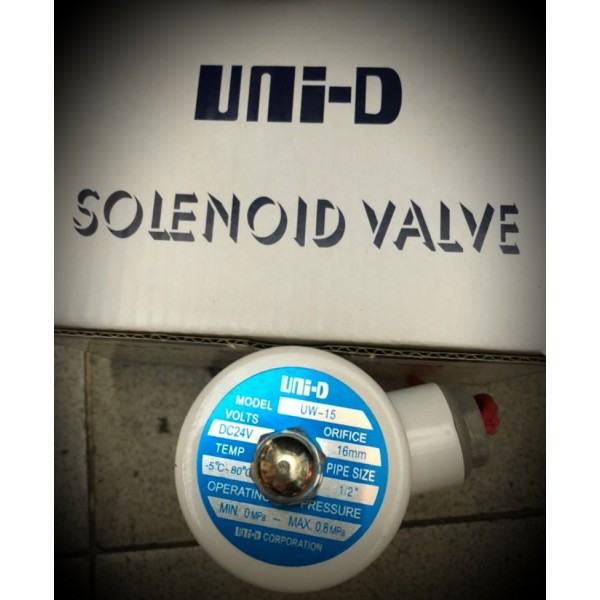 UNi-D
SOLENOID VALVE
UNi-D
MODEL UW-15
VOLTS ORIFICE
DC24V 16mm
TEMP PIPE SIZE
-5°C~80°C 1/2"
OPERATING PRESSURE
MIN. 0MPa - MAX. 0.8MPa
UNi-D CORPORATION